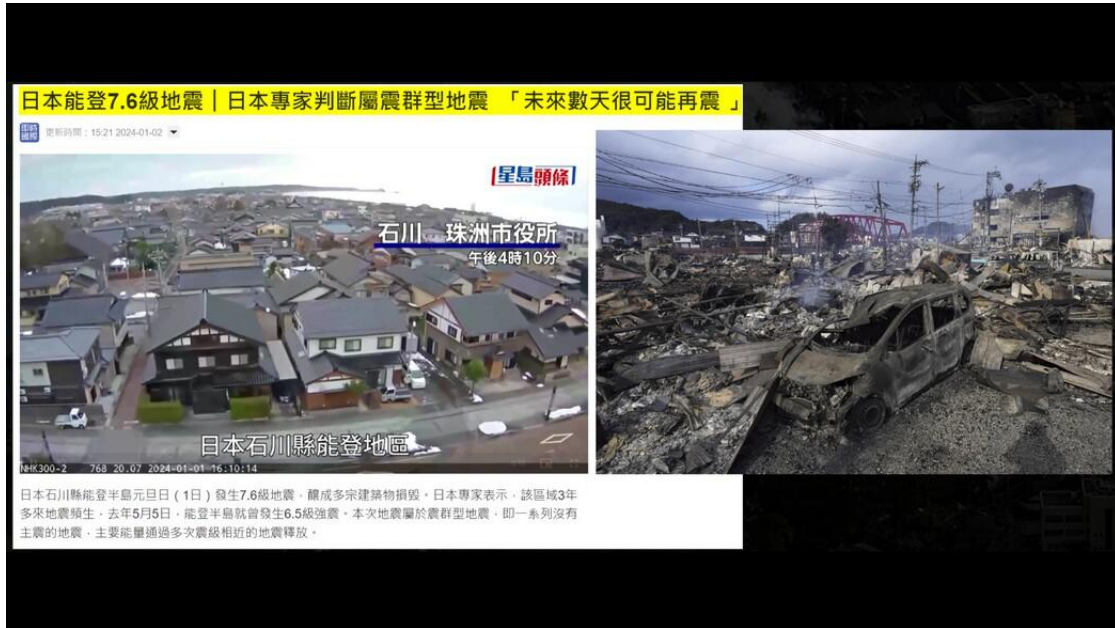 日本能登7.6級地震｜日本專家判斷屬震群型地震 「未來數天很可能再震 」
即時
國際
更新時間：15:21 2024-01-02
星島頭條
石川 珠洲市役所
午後4時10分
日本石川縣能登地區
NHK300-2 768 20.07 2024-01-01 16:10:14
日本石川縣能登半島元旦日（1日）發生7.6級地震，釀成多宗建築物損毀。日本專家表示，該區域3年
多來地震頻生，去年5月5日，能登半島就曾發生6.5級強震。本次地震屬於震群型地震，即一系列沒有
主震的地震，主要能量通過多次震級相近的地震釋放。